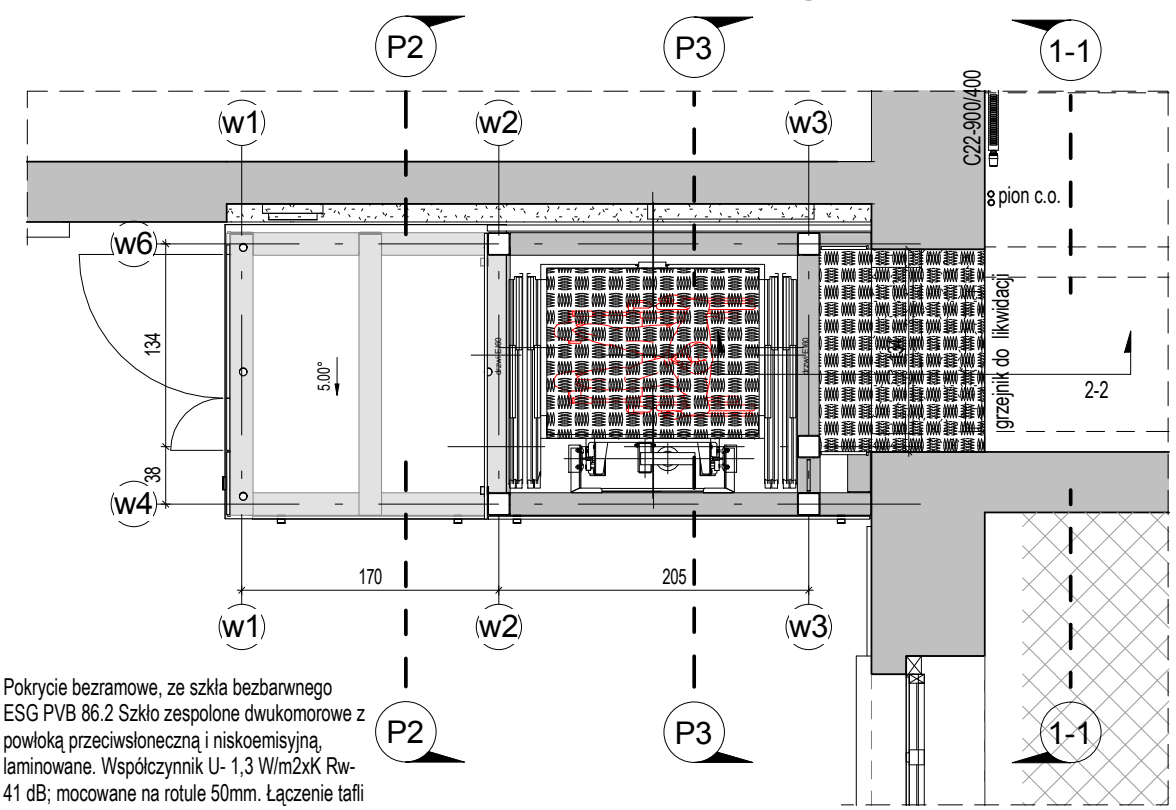 P2
P3
1-1
w1
w2
w3
C22-900/400
pion c.o.
w6
134
5.00°
38
w4
grzejnik do likwidacji
2-2
170
205
w1
w2
w3
Pokrycie bezramowe, ze szkła bezbarwnego
ESG PVB 86.2 Szkło zespolone dwukomorowe z
powłoką przeciwsłoneczną i niskoemisyjną,
laminowane. Współczynnik U- 1,3 W/m2xK Rw-
41 dB; mocowane na rotule 50mm. Łączenie tafli
P2
P3
1-1